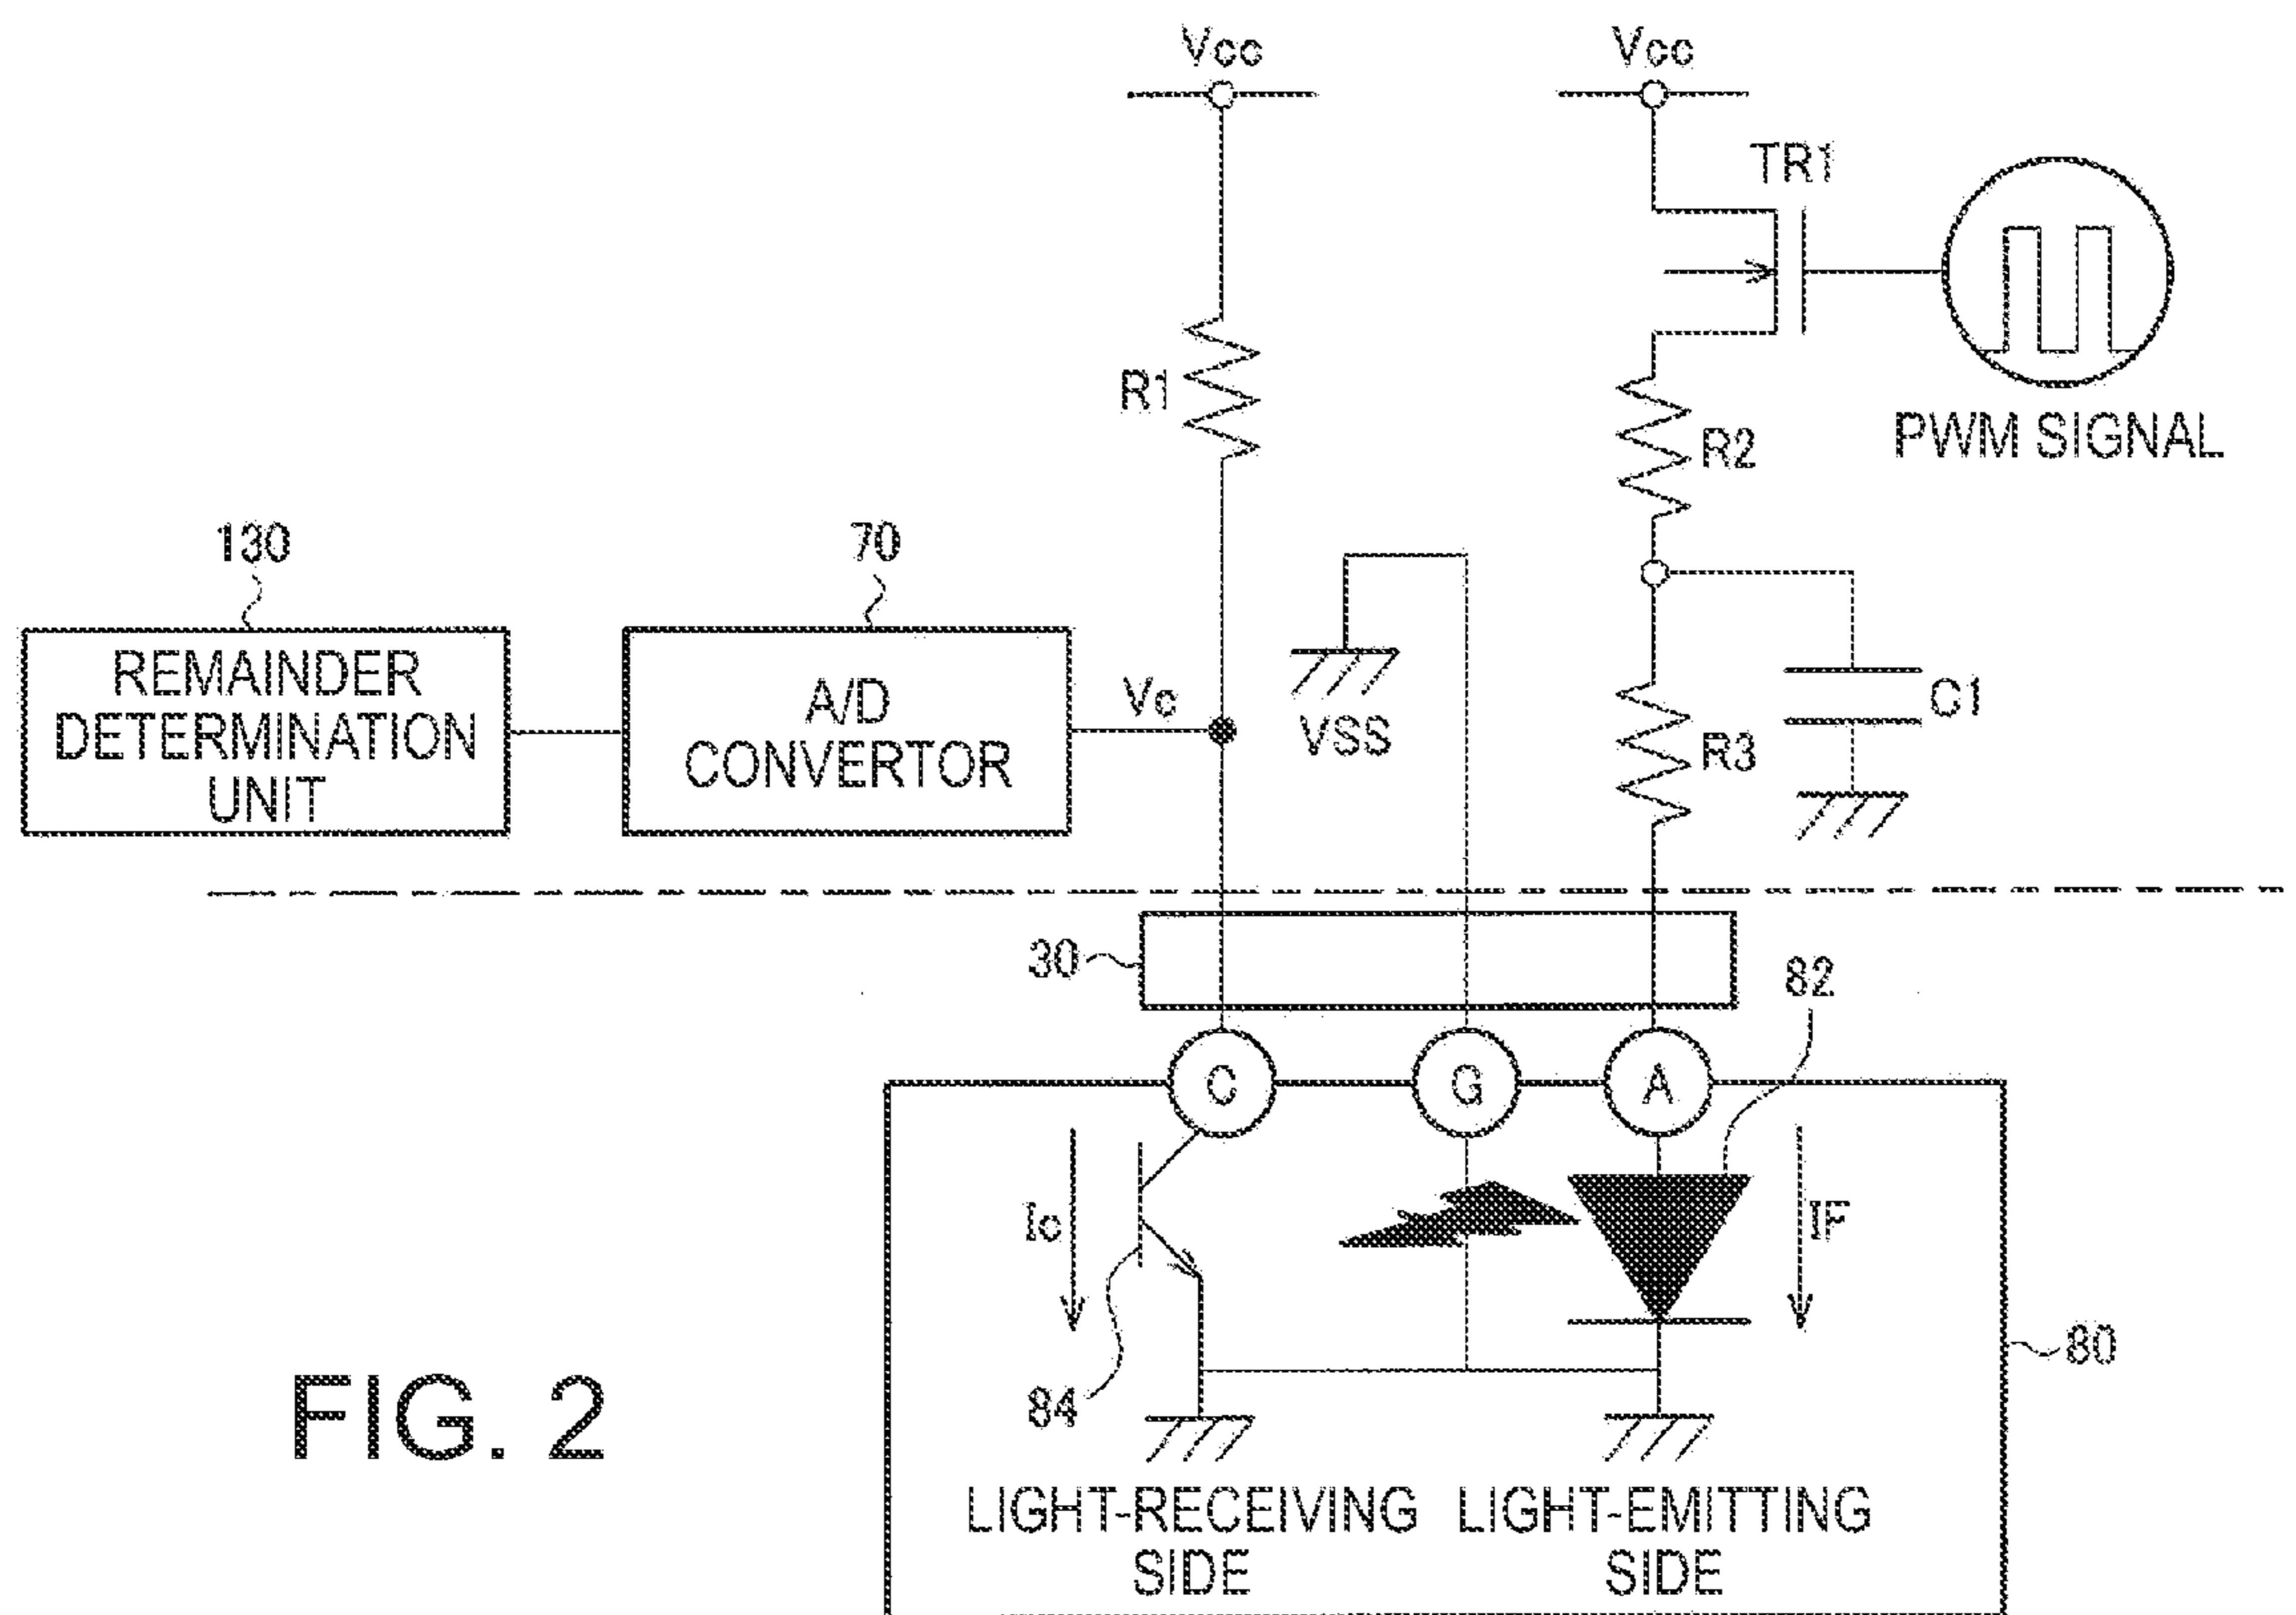 Vcc
Vcc
TR1
R1
R2
PWM SIGNAL
130
70
REMAINDER
DETERMINATION
UNIT
A/D
CONVERTOR
Vc
VSS
R3
C1
30
82
C
G
A
Ic
IF
84
80
FIG. 2
LIGHT-RECEIVING
SIDE
LIGHT-EMITTING
SIDE